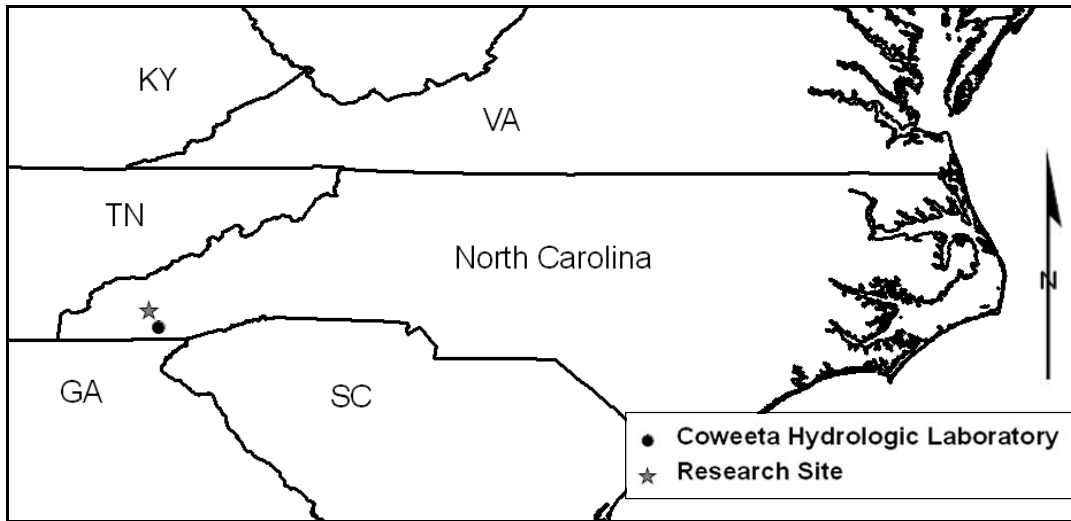 KY
VA
TN
North Carolina
N
GA
SC
Coweeta Hydrologic Laboratory
Research Site